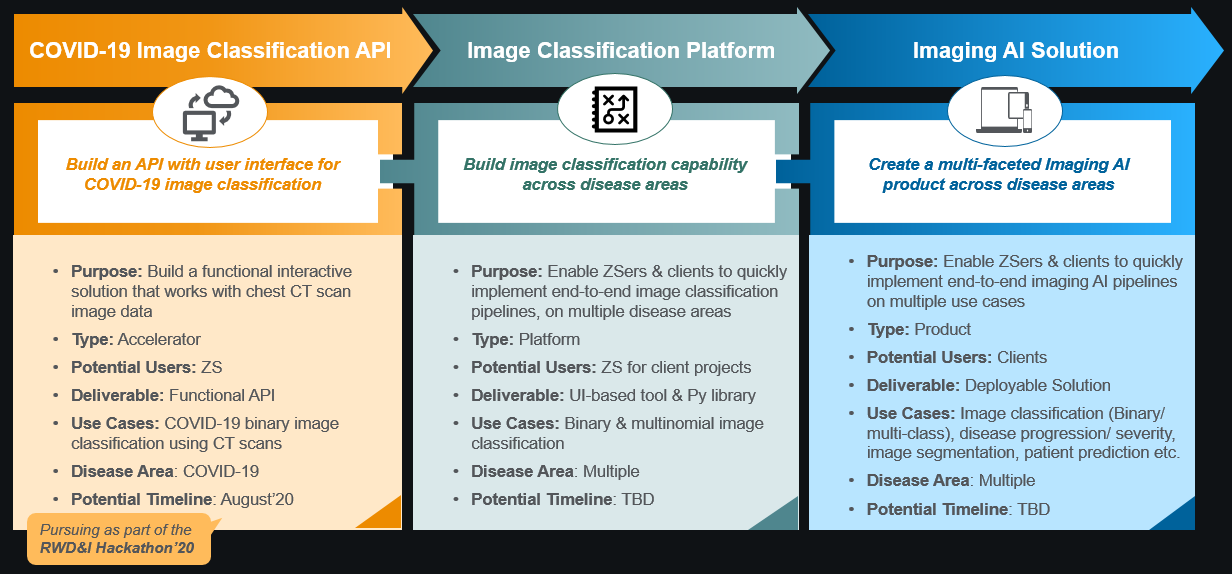 COVID-19 Image Classification API
Image Classification Platform
Imaging AI Solution
Build an API with user interface for
COVID-19 image classification
Build image classification capability
across disease areas
Create a multi-faceted Imaging AI
product across disease areas
• Purpose: Build a functional interactive
solution that works with chest CT scan
image data
• Type: Accelerator
• Potential Users: ZS
• Deliverable: Functional API
• Use Cases: COVID-19 binary image
classification using CT scans
• Disease Area: COVID-19
• Potential Timeline: August’20
Pursuing as part of the
RWD&I Hackathon’20
• Purpose: Enable ZSers & clients to quickly
implement end-to-end image classification
pipelines, on multiple disease areas
• Type: Platform
• Potential Users: ZS for client projects
• Deliverable: UI-based tool & Py library
• Use Cases: Binary & multinomial image
classification
• Disease Area: Multiple
• Potential Timeline: TBD
• Purpose: Enable ZSers & clients to quickly
implement end-to-end imaging AI pipelines
on multiple use cases
• Type: Product
• Potential Users: Clients
• Deliverable: Deployable Solution
• Use Cases: Image classification (Binary/
multi-class), disease progression/ severity,
image segmentation, patient prediction etc.
• Disease Area: Multiple
• Potential Timeline: TBD